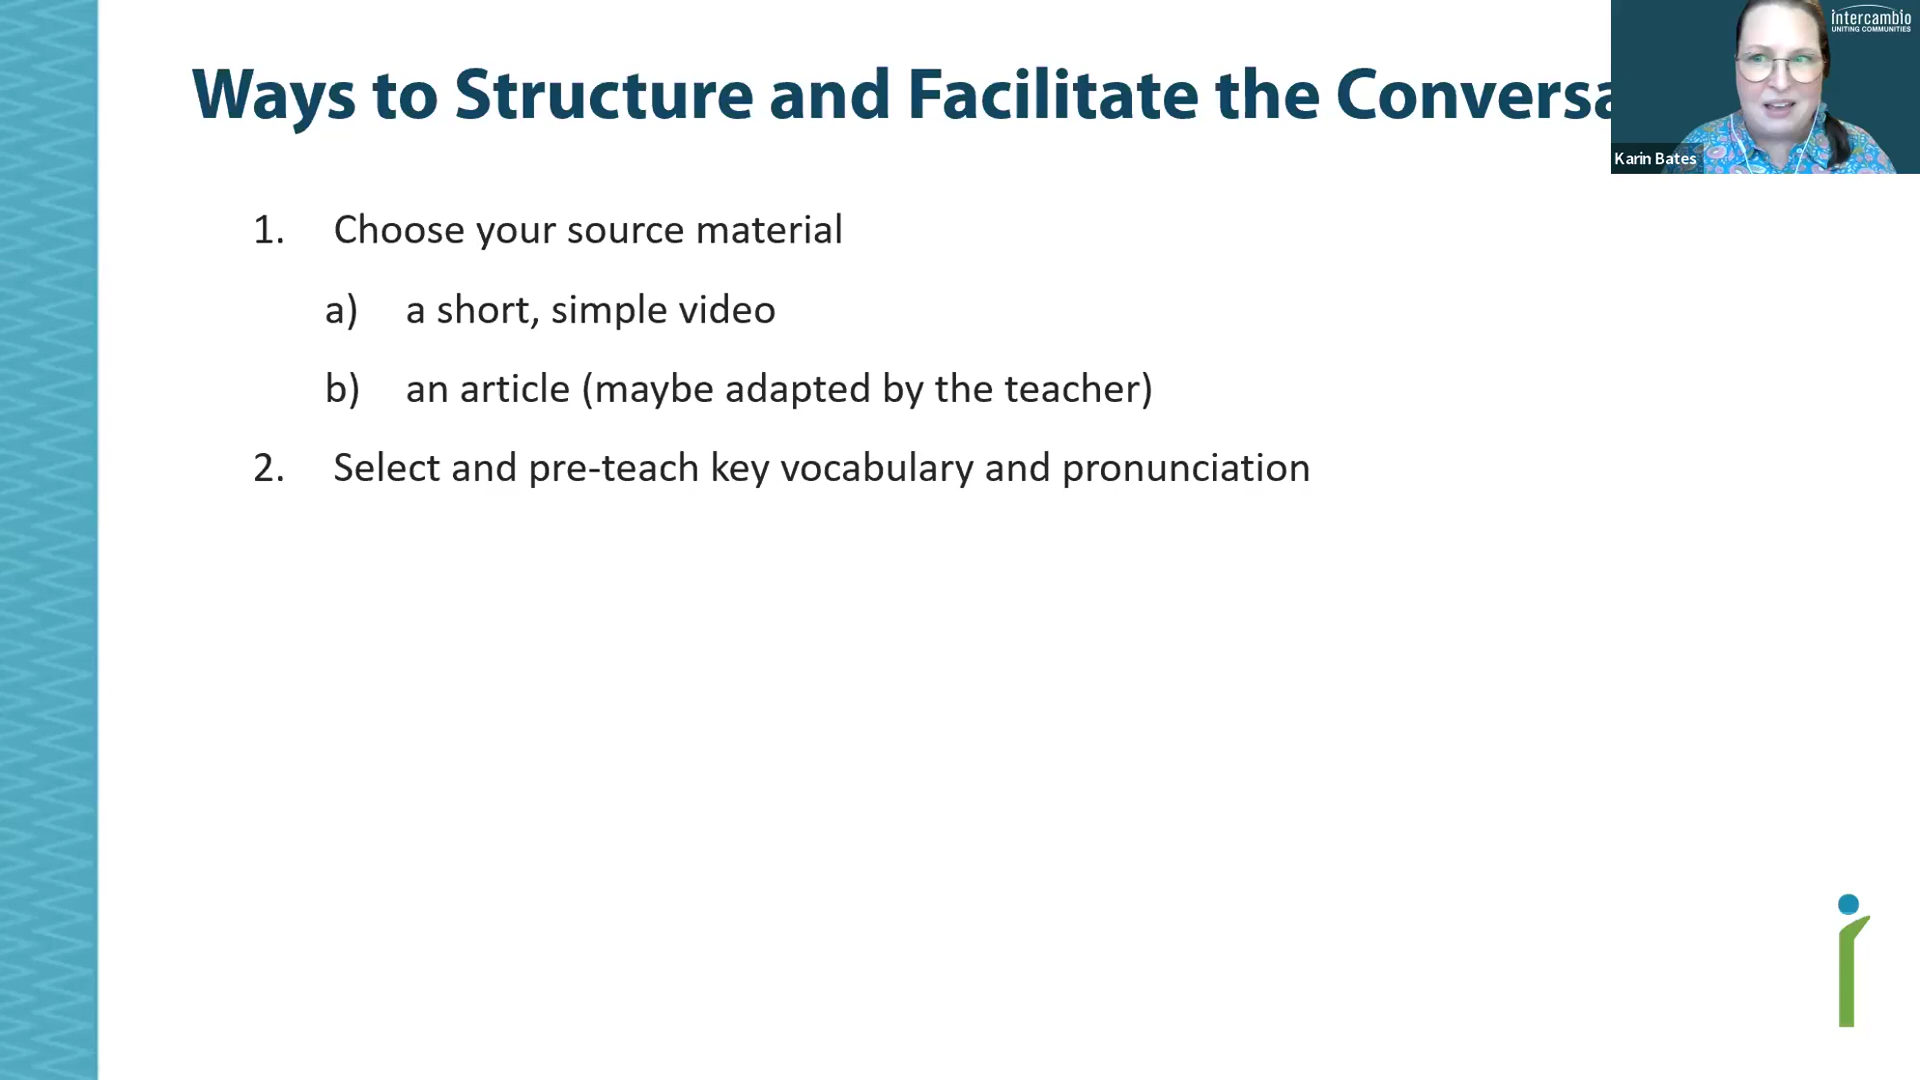 Ways to Structure and Facilitate the Conversa
intercambio
UNITING COMMUNITIES
Karin Bates
1. Choose your source material
a) a short, simple video
b) an article (maybe adapted by the teacher)
2. Select and pre-teach key vocabulary and pronunciation